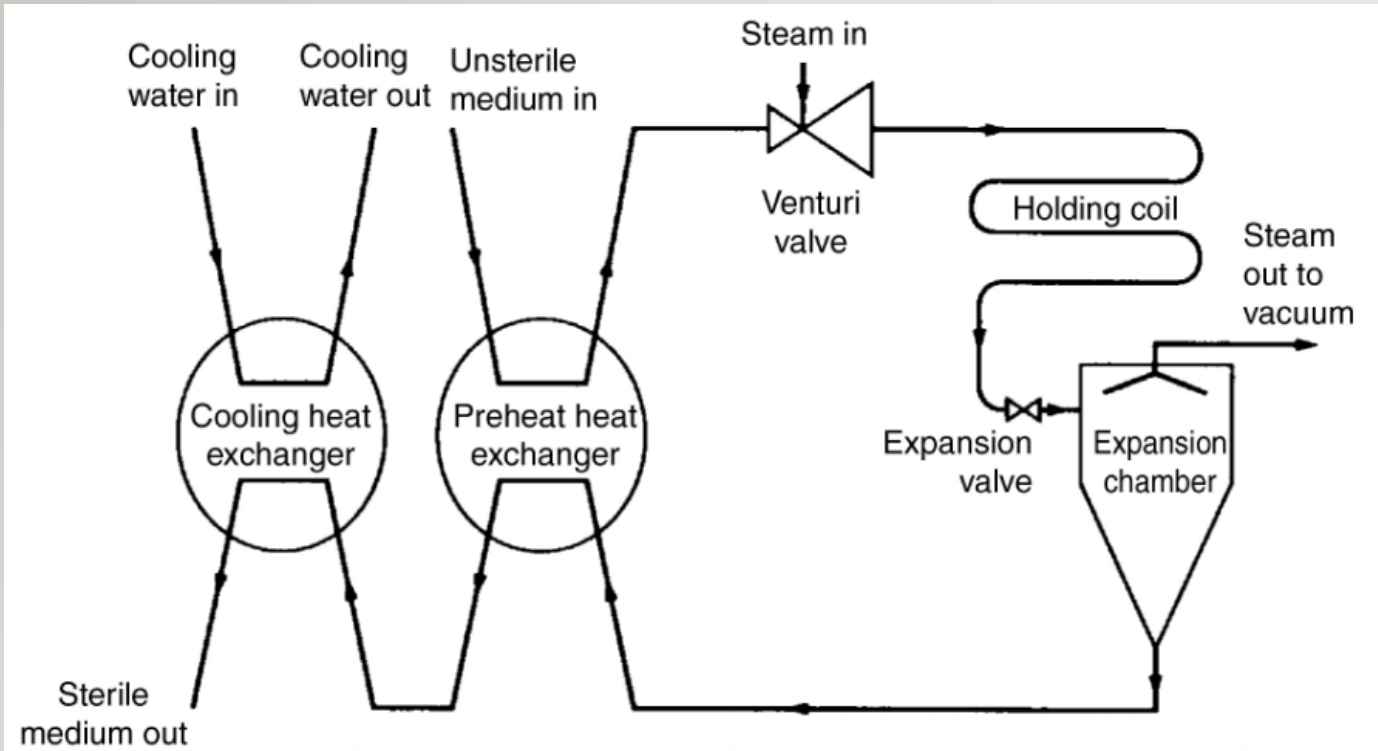 Steam in
Cooling
water in
Cooling
water out
Unsterile
medium in
Venturi
valve
Holding coil
Steam
out to
vacuum
Cooling heat
exchanger
Preheat heat
exchanger
Expansion
valve
Expansion
chamber
Sterile
medium out